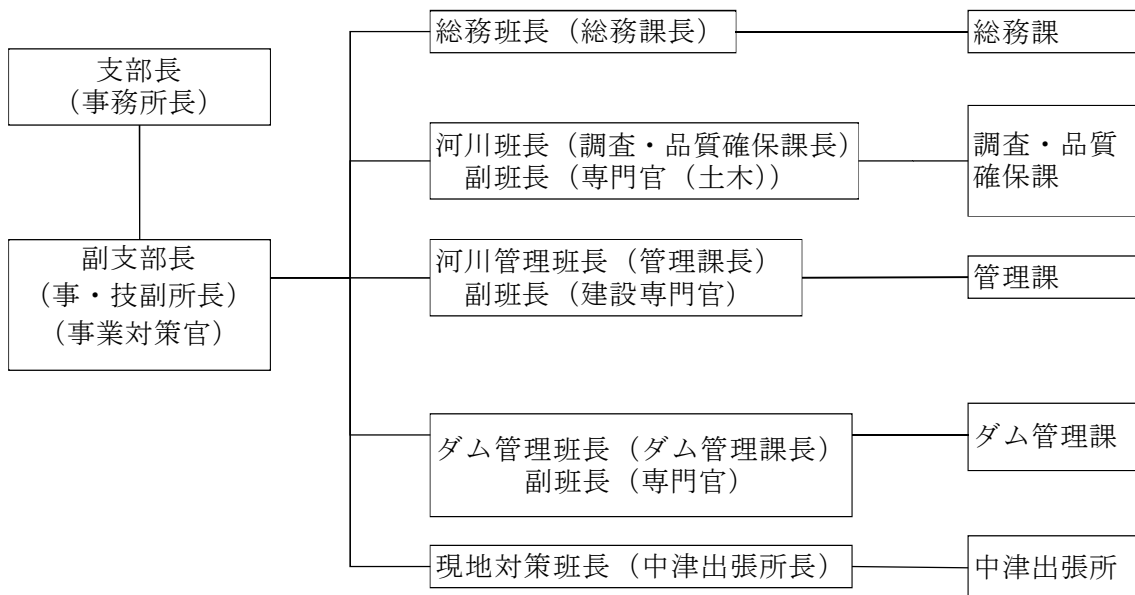 支部長
(事務所長)
副支部長
(事・技副所長)
(事業対策官)
総務班長(総務課長)
総務課
河川班長(調査・品質確保課長)
副班長(専門官(土木))
調査・品質
確保課
河川管理班長(管理課長)
副班長(建設専門官)
管理課
ダム管理班長(ダム管理課長)
副班長(専門官)
ダム管理課
現地対策班長(中津出張所長)
中津出張所